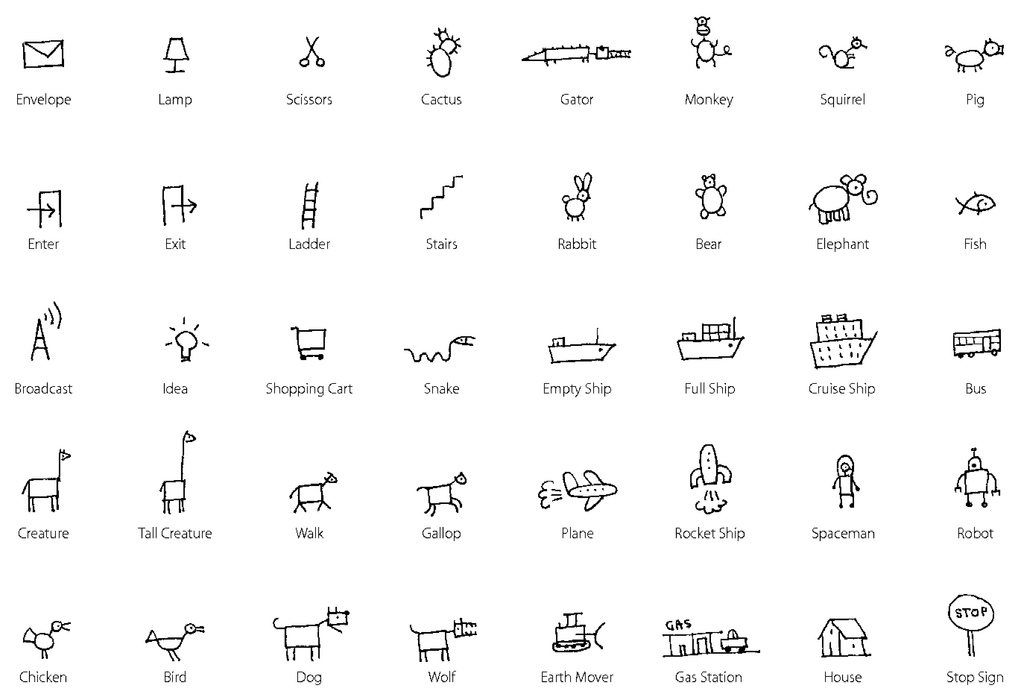 Envelope
Lamp
Scissors
Cactus
Gator
Monkey
Squirrel
Pig
Enter
Exit
Ladder
Stairs
Rabbit
Bear
Elephant
Fish
Broadcast
Idea
Shopping Cart
Snake
Empty Ship
Full Ship
Cruise Ship
Bus
Creature
Tall Creature
Walk
Gallop
Plane
Rocket Ship
Spaceman
Robot
GAS
STOP
Chicken
Bird
Dog
Wolf
Earth Mover
Gas Station
House
Stop Sign